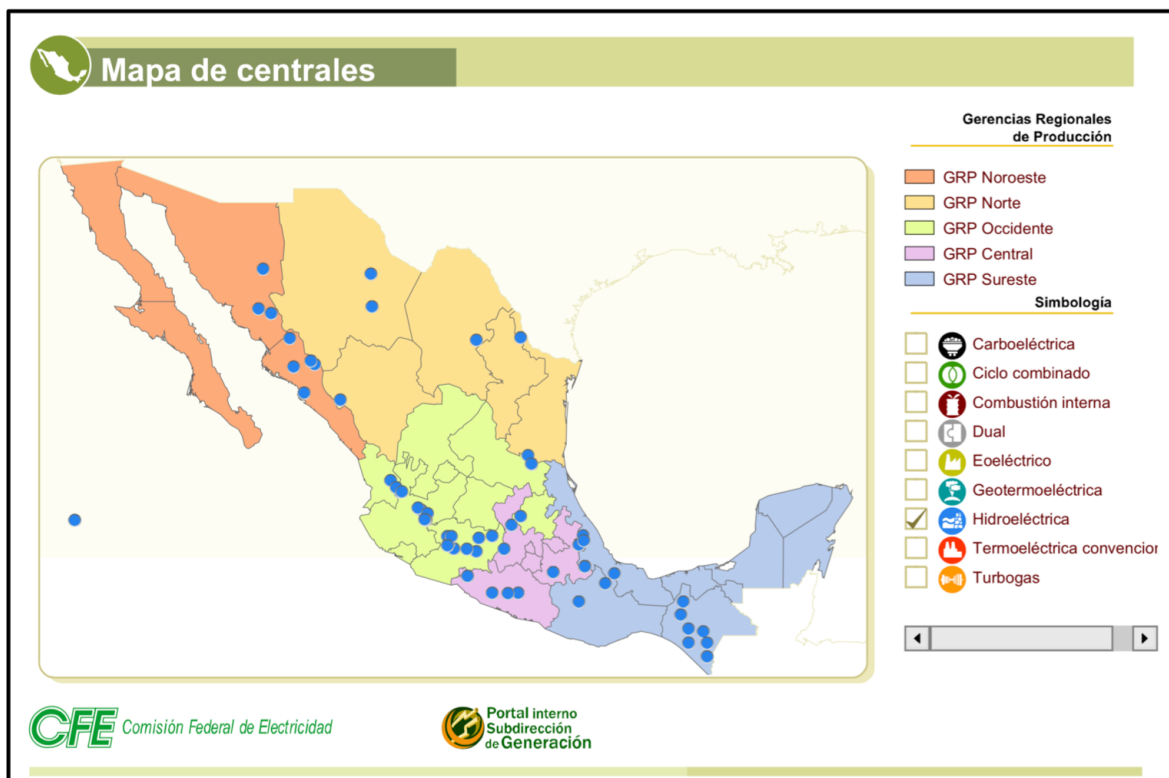 Mapa de centrales
Gerencias Regionales
de Producción
GRP Noroeste
GRP Norte
GRP Occidente
GRP Central
GRP Sureste
Simbología
Carboeléctrica
Ciclo combinado
Combustión interna
Dual
Eoeléctrico
Geotermoeléctrica
Hidroeléctrica
Termoeléctrica convencior
Turbogas
CFE Comisión Federal de Electricidad
Portal interno
Subdirección
de Generación